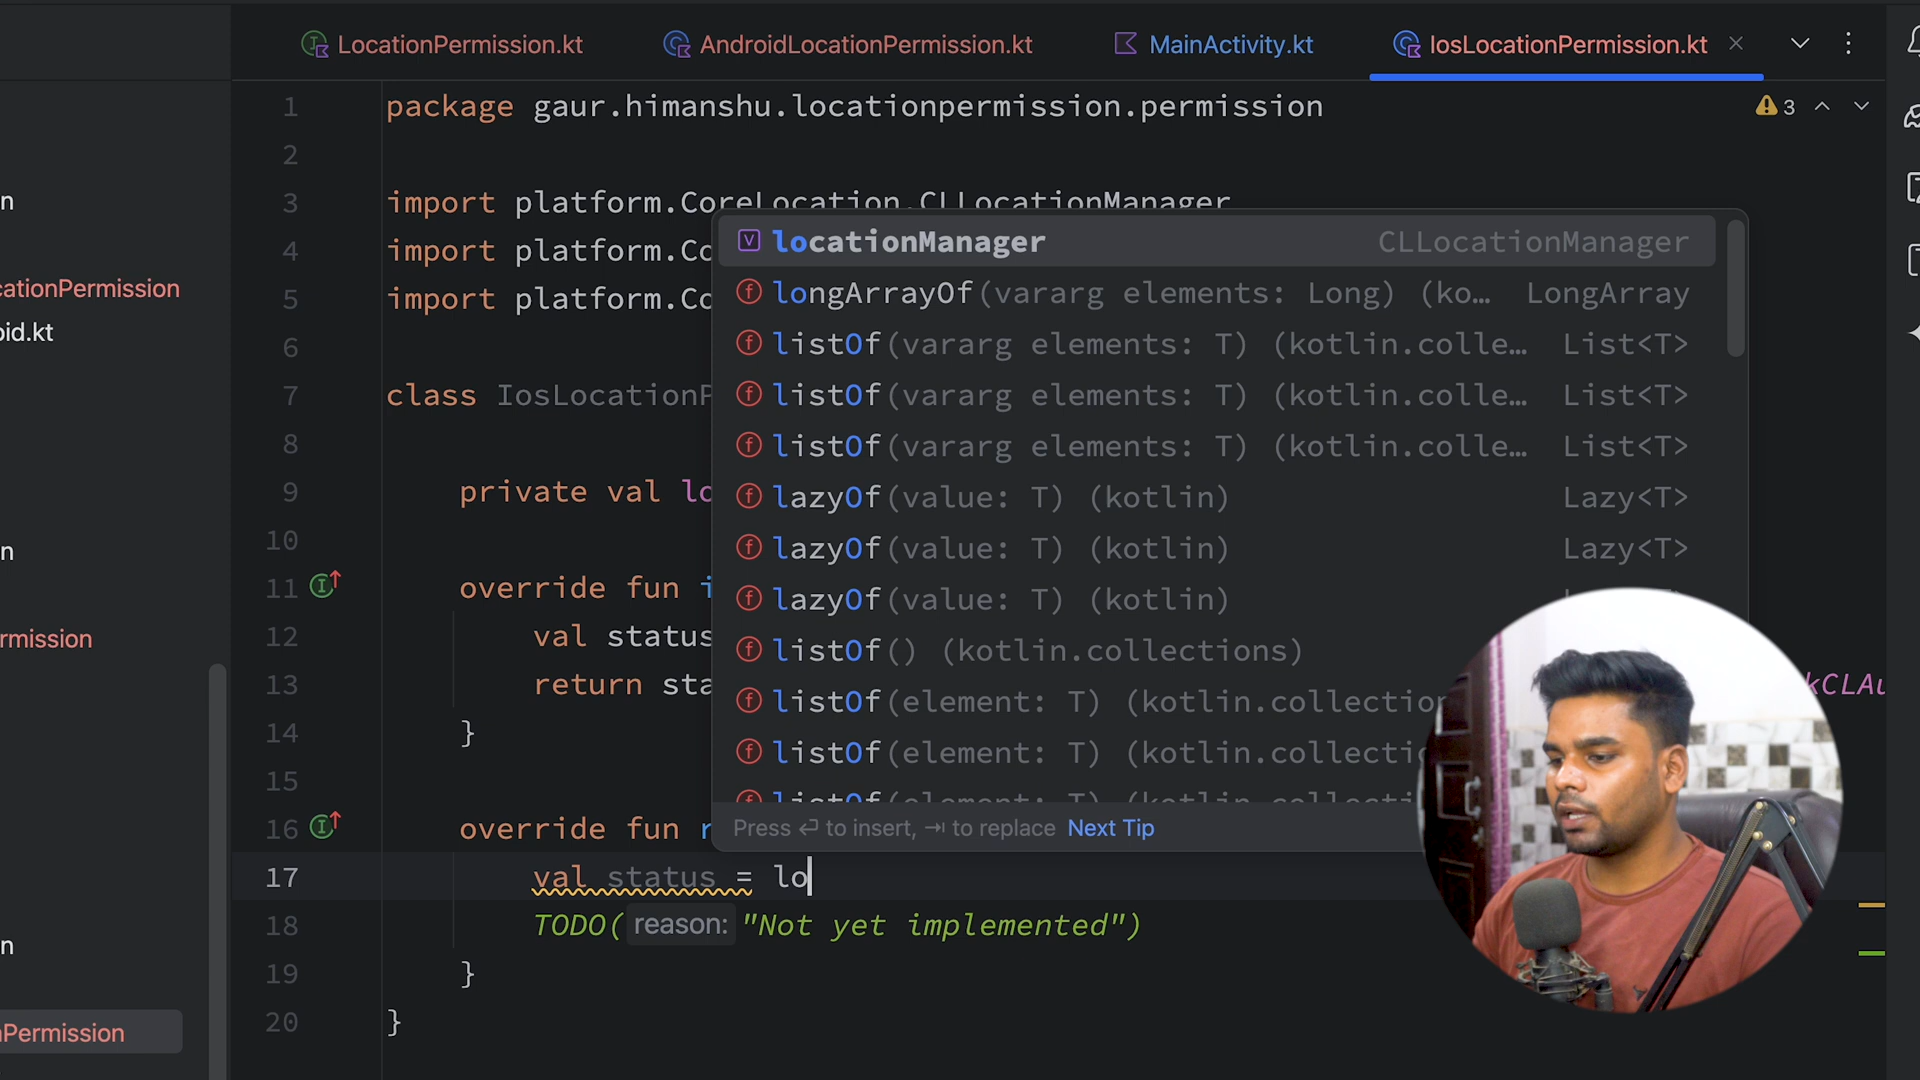 LocationPermission.kt
AndroidLocationPermission.kt
MainActivity.kt
IosLocationPermission.kt
1 package gaur.himanshu.locationpermission.permission
3
2
3 import platform.CoreLocation.CLLocationManager
4 import platform.Co
5 import platform.Co
6
7 class IosLocationP
8
9 private val lo
10
11 override fun i
12 val status
13 return sta
kCLAu
14 }
15
16 override fun r
17 val status = lo
18 TODO( reason: "Not yet implemented")
19 }
20 }
locationManager CLLocationManager
longArrayOf(vararg elements: Long) (ko… LongArray
listOf(vararg elements: T) (kotlin.colle… List<T>
listOf(vararg elements: T) (kotlin.colle… List<T>
listOf(vararg elements: T) (kotlin.colle… List<T>
lazyOf(value: T) (kotlin) Lazy<T>
lazyOf(value: T) (kotlin) Lazy<T>
lazyOf(value: T) (kotlin)
listOf() (kotlin.collections)
listOf(element: T) (kotlin.collection
listOf(element: T) (kotlin.collecti
Press ↵ to insert, ⇥ to replace Next Tip
n
cationPermission
oid.kt
n
rmission
n
nPermission